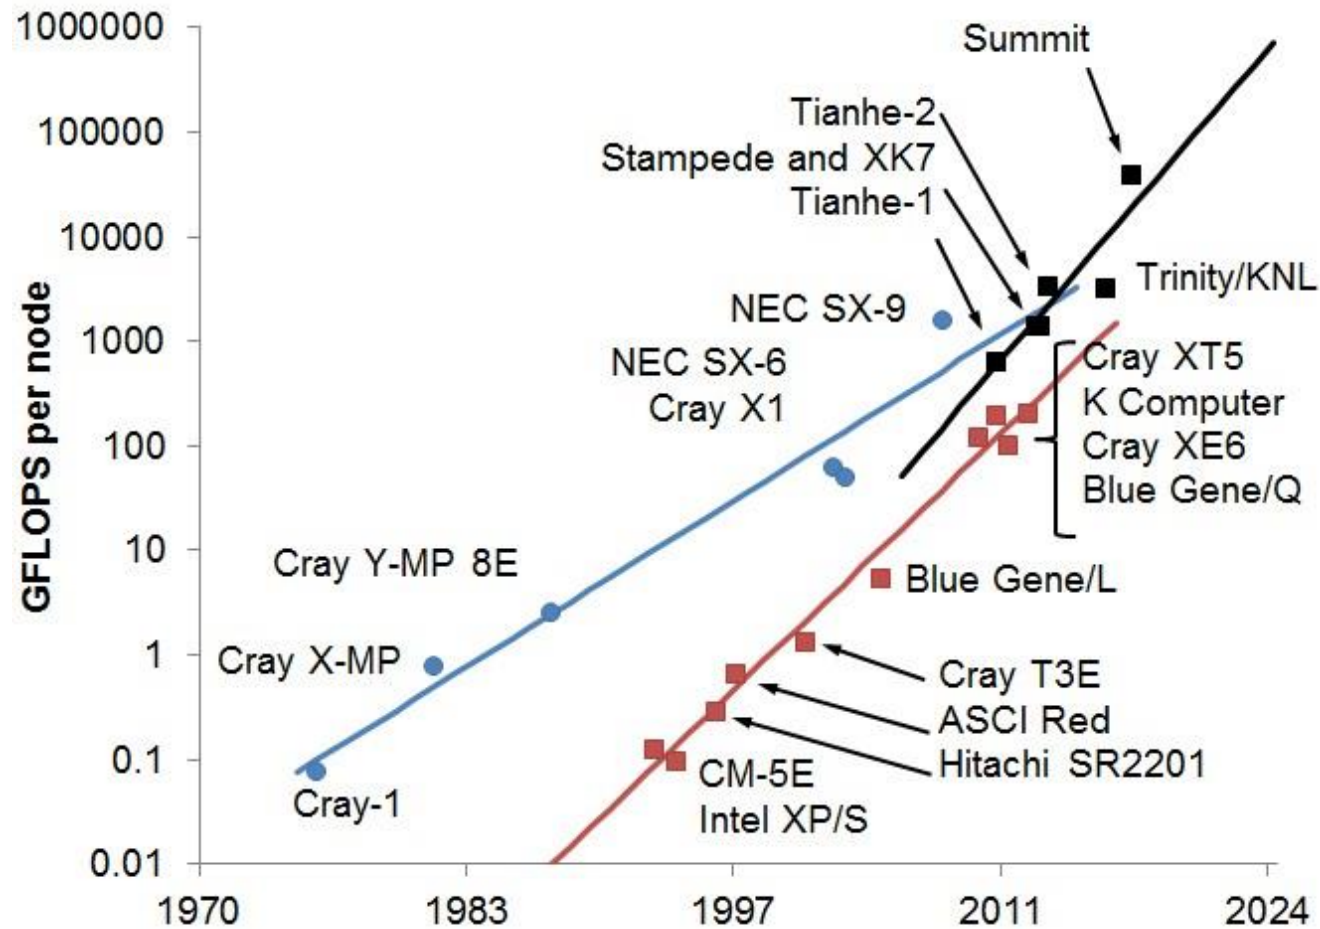 1000000
100000
10000
1000
100
10
1
0.1
0.01
GFLOPS per node
1970
1983
1997
2011
2024
Summit
Tianhe-2
Stampede and XK7
Tianhe-1
Trinity/KNL
NEC SX-9
NEC SX-6
Cray X1
Cray XT5
K Computer
Cray XE6
Blue Gene/Q
Cray Y-MP 8E
Blue Gene/L
Cray X-MP
Cray T3E
ASCI Red
Hitachi SR2201
Cray-1
CM-5E
Intel XP/S